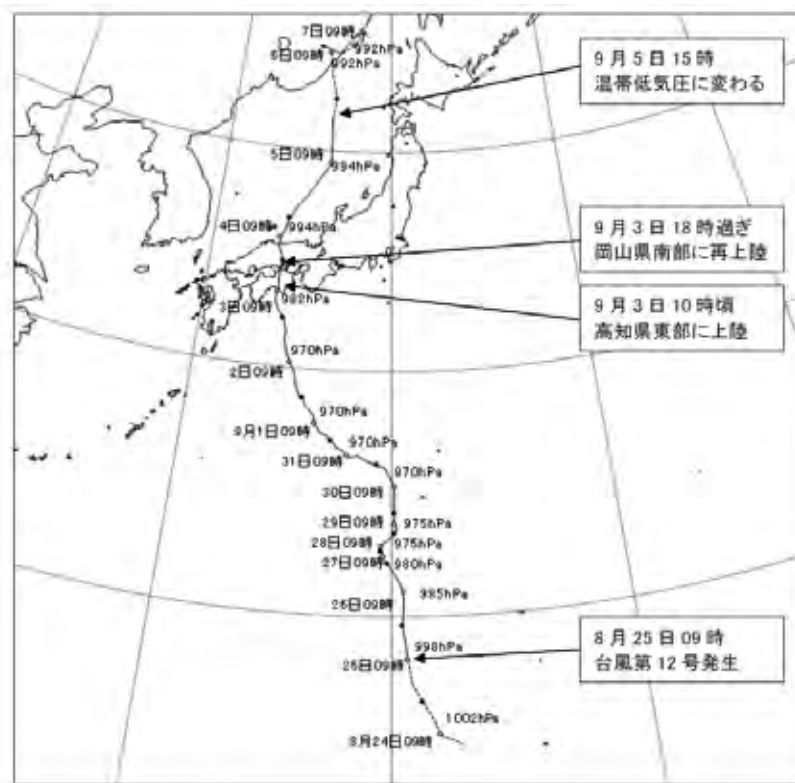 7日09時
992hPa
6日09時
992hPa
9月5日15時
温帯低気圧に変わる
5日09時
994hPa
4日09時
994hPa
9月3日18時過ぎ
岡山県南部に再上陸
3日09時
982hPa
9月3日10時頃
高知県東部に上陸
970hPa
2日09時
970hPa
9月1日09時
970hPa
31日09時
970hPa
30日09時
29日09時
975hPa
28日09時
975hPa
27日09時
980hPa
985hPa
26日09時
998hPa
8月25日09時
台風第12号発生
25日09時
1002hPa
8月24日09時